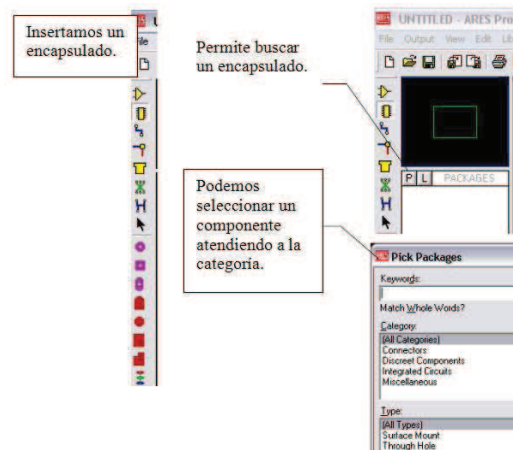 Insertamos un
encapsulado.
Permite buscar
un encapsulado.
Podemos
seleccionar un
componente
atendiendo a la
categoría.
UNTITLED - ARES Pro
File Output View Edit Lib
P L PACKAGES
Pick Packages
Keywords:
Match Whole Words?
Category:
(All Categories)
Connectors
Discreet Components
Integrated Circuits
Miscellaneous
Type:
(All Types)
Surface Mount
Through Hole